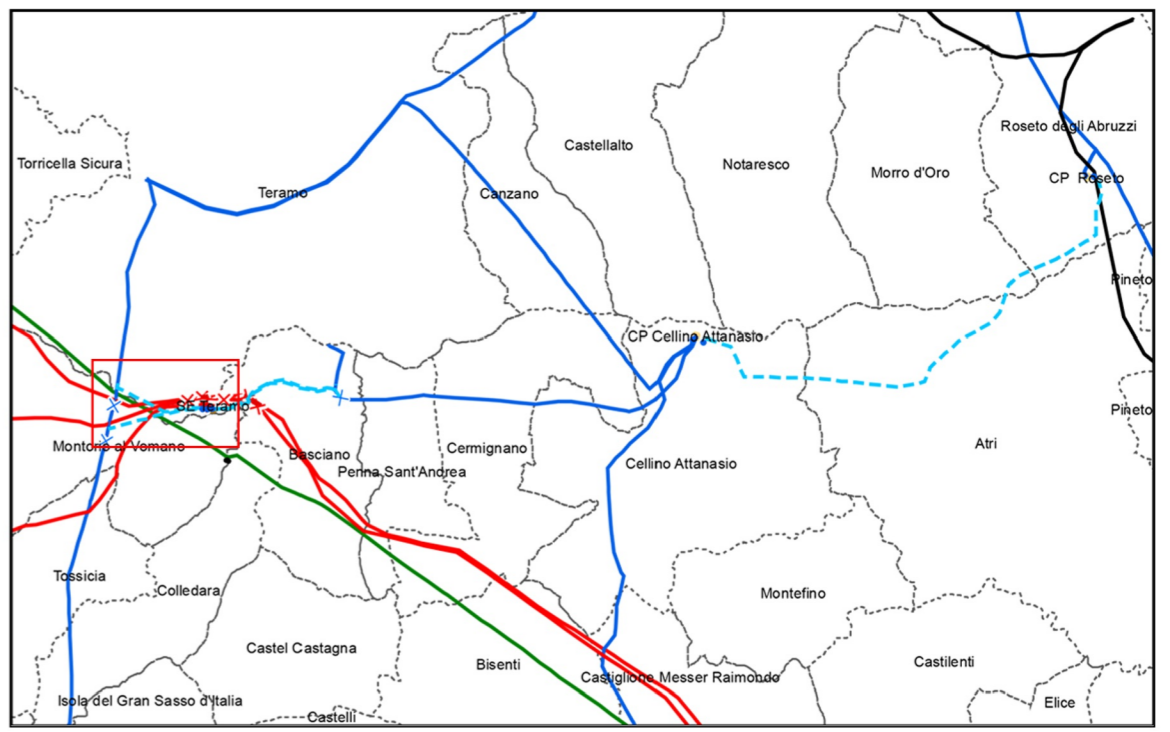 Roseto degli Abruzzi
Castellalto
Torricella Sicura
Notaresco
Morro d'Oro
CP Roseto
Teramo
Canzano
Pineto
CP Cellino Attanasio
SE Teramo
Pineto
Montorio al Vomano
Basciano
Cermignano
Atri
Penna Sant'Andrea
Cellino Attanasio
Tossicia
Colledara
Montefino
Castel Castagna
Bisenti
Castilenti
Castiglione Messer Raimondo
Isola del Gran Sasso d'Italia
Elice
Castelli